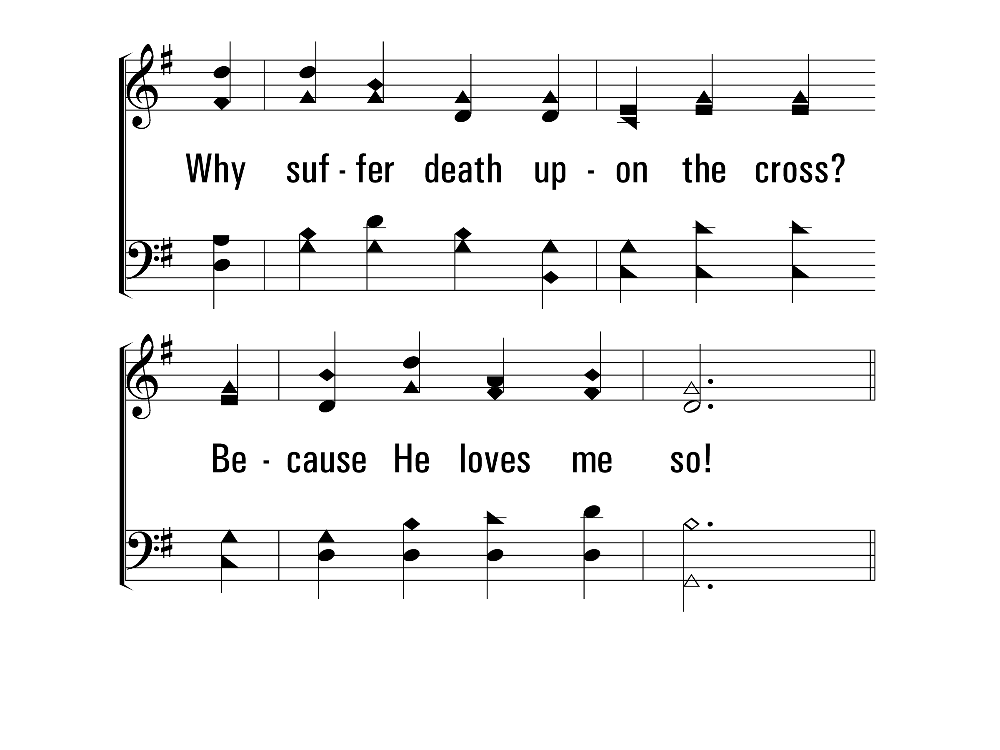 Why suf - fer death up - on the cross?
Be - cause He loves me so!